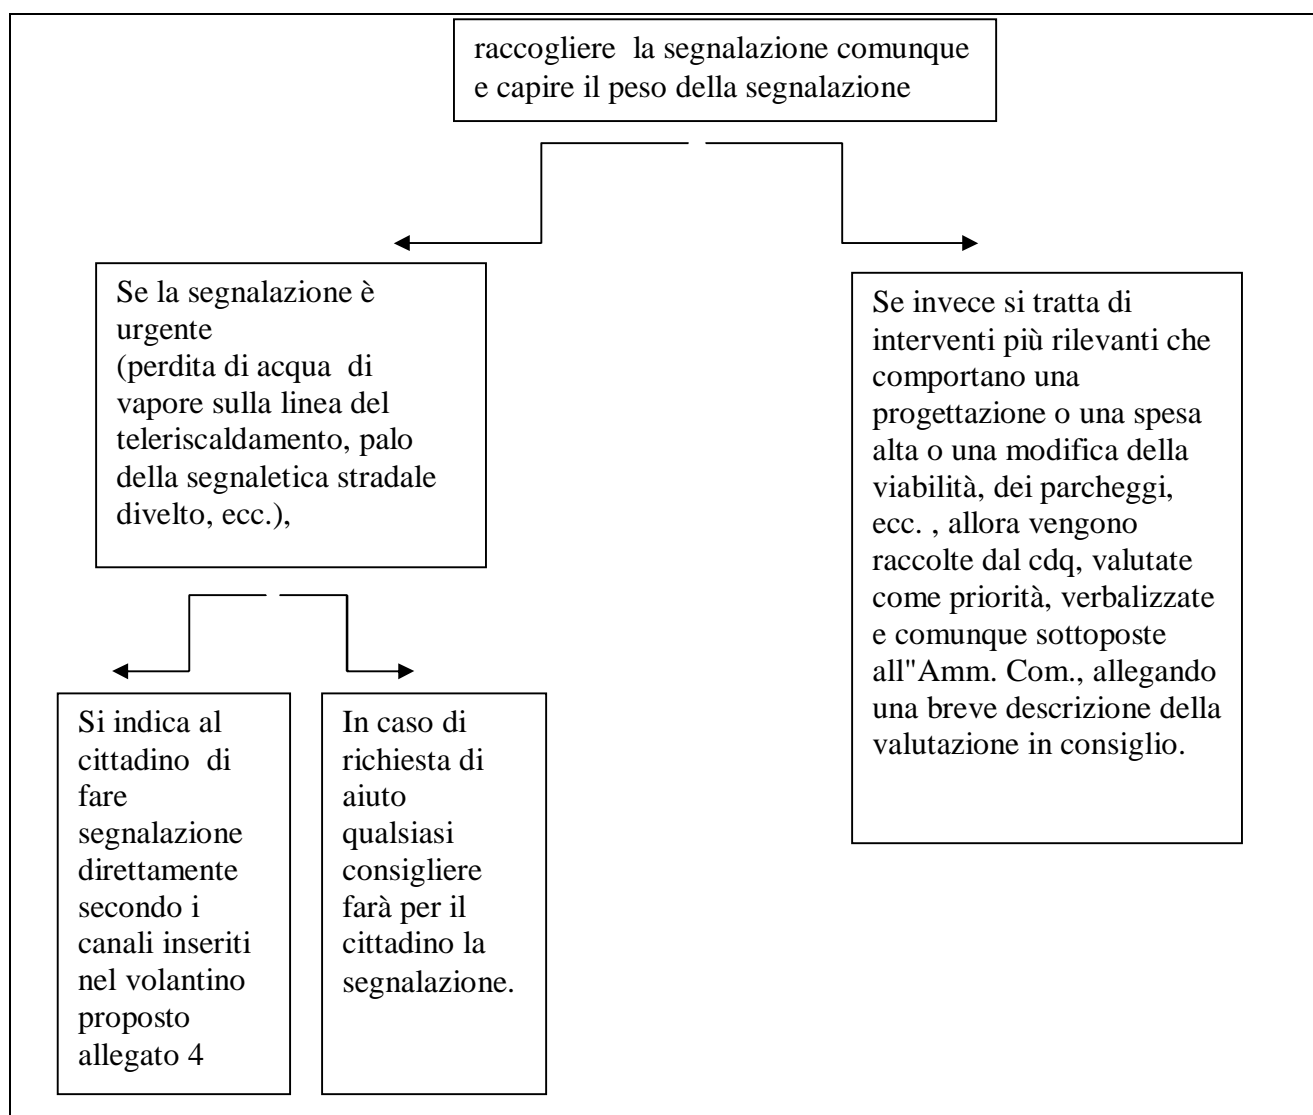 raccogliere  la segnalazione comunque
e capire il peso della segnalazione
Se la segnalazione è
urgente
(perdita di acqua  di
vapore sulla linea del
teleriscaldamento, palo
della segnaletica stradale
divelto, ecc.),
Se invece si tratta di
interventi più rilevanti che
comportano una
progettazione o una spesa
alta o una modifica della
viabilità, dei parcheggi,
ecc. , allora vengono
raccolte dal cdq, valutate
come priorità, verbalizzate
e comunque sottoposte
all"Amm. Com., allegando
una breve descrizione della
valutazione in consiglio.
Si indica al
cittadino  di
fare
segnalazione
direttamente
secondo i
canali inseriti
nel volantino
proposto
allegato 4
In caso di
richiesta di
aiuto
qualsiasi
consigliere
farà per il
cittadino la
segnalazione.